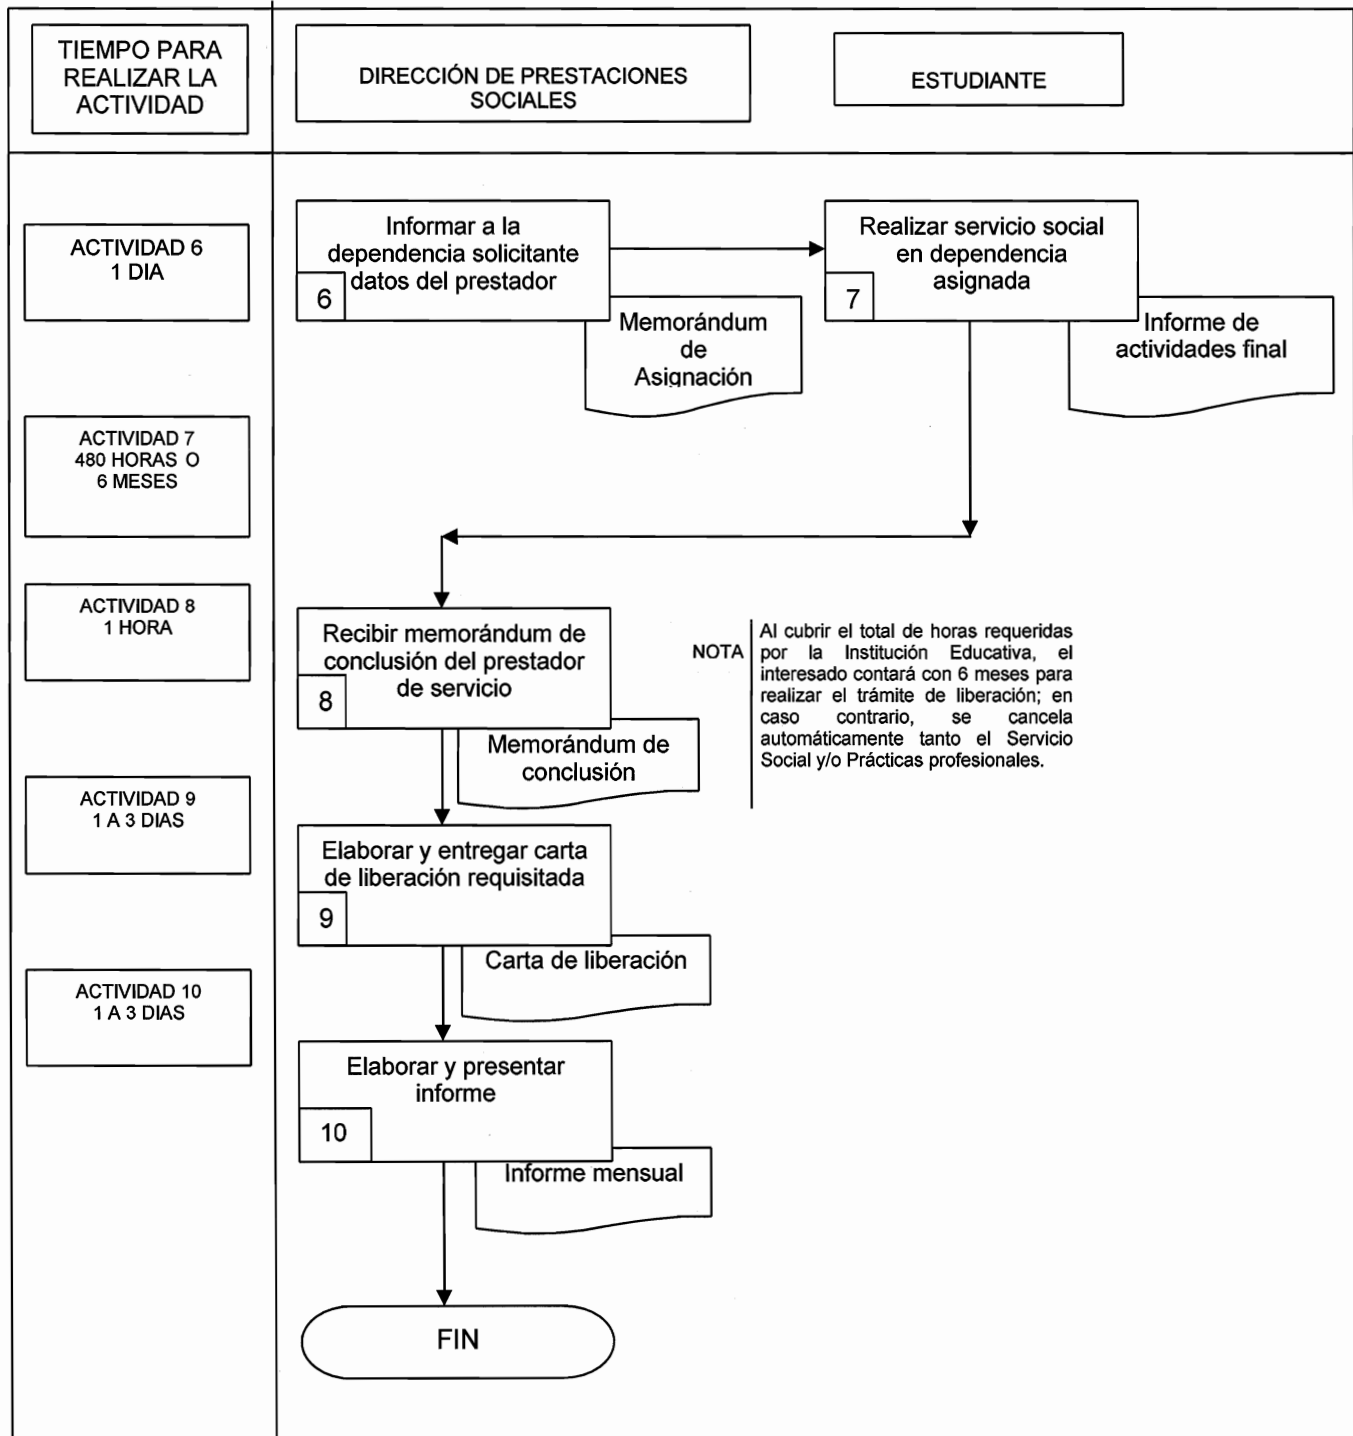 TIEMPO PARA
REALIZAR LA
ACTIVIDAD
DIRECCIÓN DE PRESTACIONES
SOCIALES
ESTUDIANTE
ACTIVIDAD 6
1 DIA
Informar a la
dependencia solicitante
datos del prestador
6
Memorándum
de
Asignación
Realizar servicio social
en dependencia
asignada
7
Informe de
actividades final
ACTIVIDAD 7
480 HORAS O
6 MESES
ACTIVIDAD 8
1 HORA
Recibir memorándum de
conclusión del prestador
de servicio
8
Memorándum de
conclusión
NOTA
Al cubrir el total de horas requeridas
por la Institución Educativa, el
interesado contará con 6 meses para
realizar el trámite de liberación; en
caso contrario, se cancela
automáticamente tanto el Servicio
Social y/o Prácticas profesionales.
ACTIVIDAD 9
1 A 3 DIAS
Elaborar y entregar carta
de liberación requisitada
9
Carta de liberación
ACTIVIDAD 10
1 A 3 DIAS
Elaborar y presentar
informe
10
Informe mensual
FIN